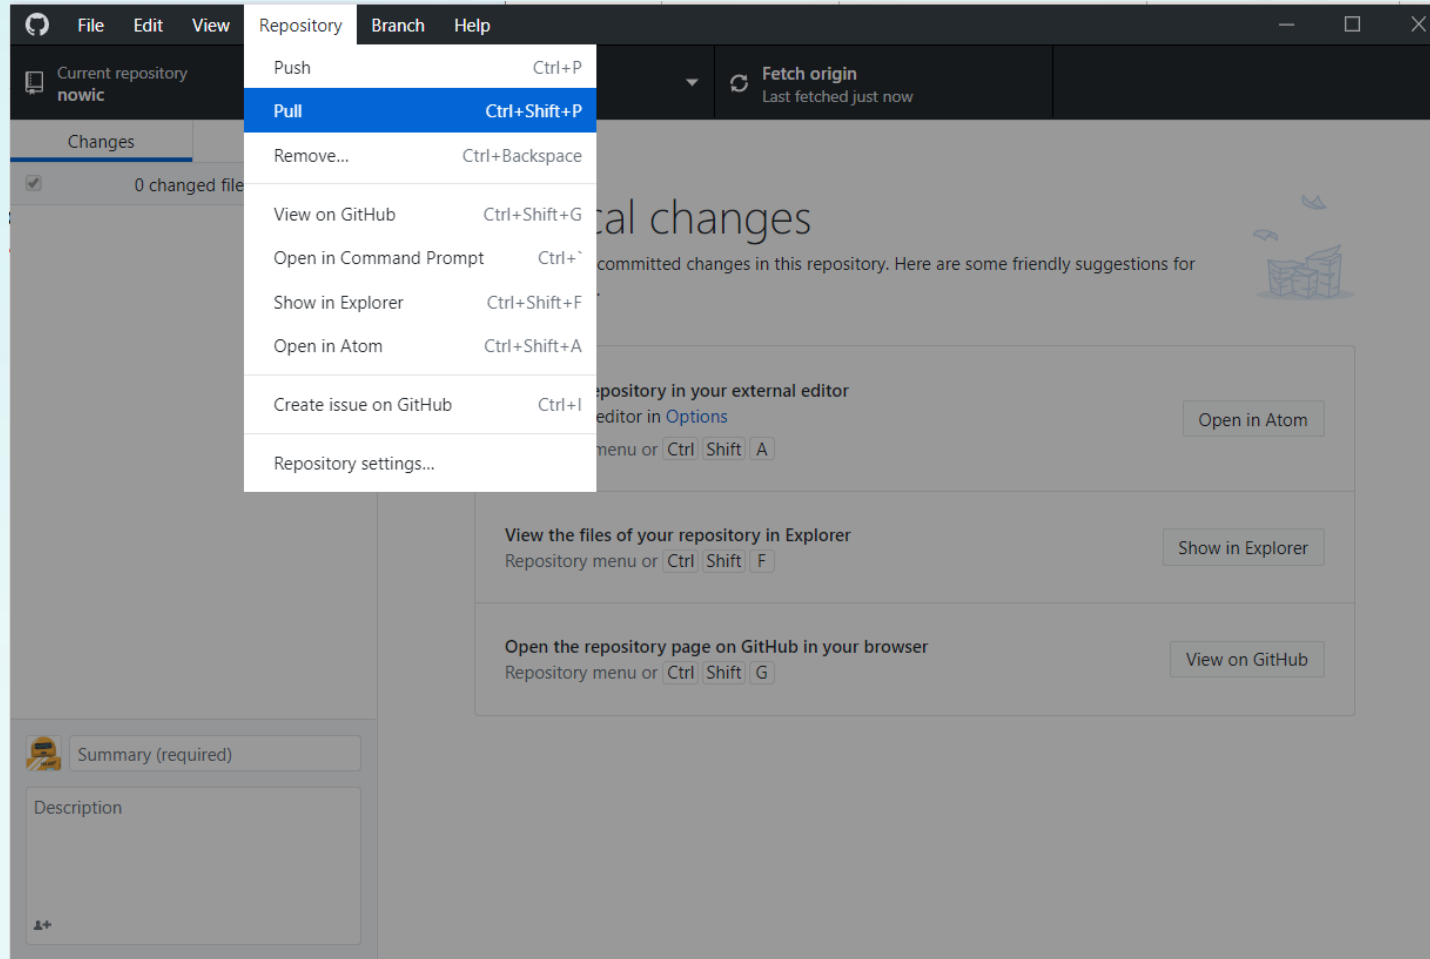 File Edit View Repository Branch Help
Current repository
nowic
Fetch origin
Last fetched just now
Push Ctrl+P
Pull Ctrl+Shift+P
Remove... Ctrl+Backspace
View on GitHub Ctrl+Shift+G
Open in Command Prompt Ctrl+`
Show in Explorer Ctrl+Shift+F
Open in Atom Ctrl+Shift+A
Create issue on GitHub Ctrl+I
Repository settings...
Changes
0 changed file
cal changes
committed changes in this repository. Here are some friendly suggestions for
epository in your external editor
editor in Options
menu or Ctrl Shift A
Open in Atom
View the files of your repository in Explorer
Repository menu or Ctrl Shift F
Show in Explorer
Open the repository page on GitHub in your browser
Repository menu or Ctrl Shift G
View on GitHub
Summary (required)
Description